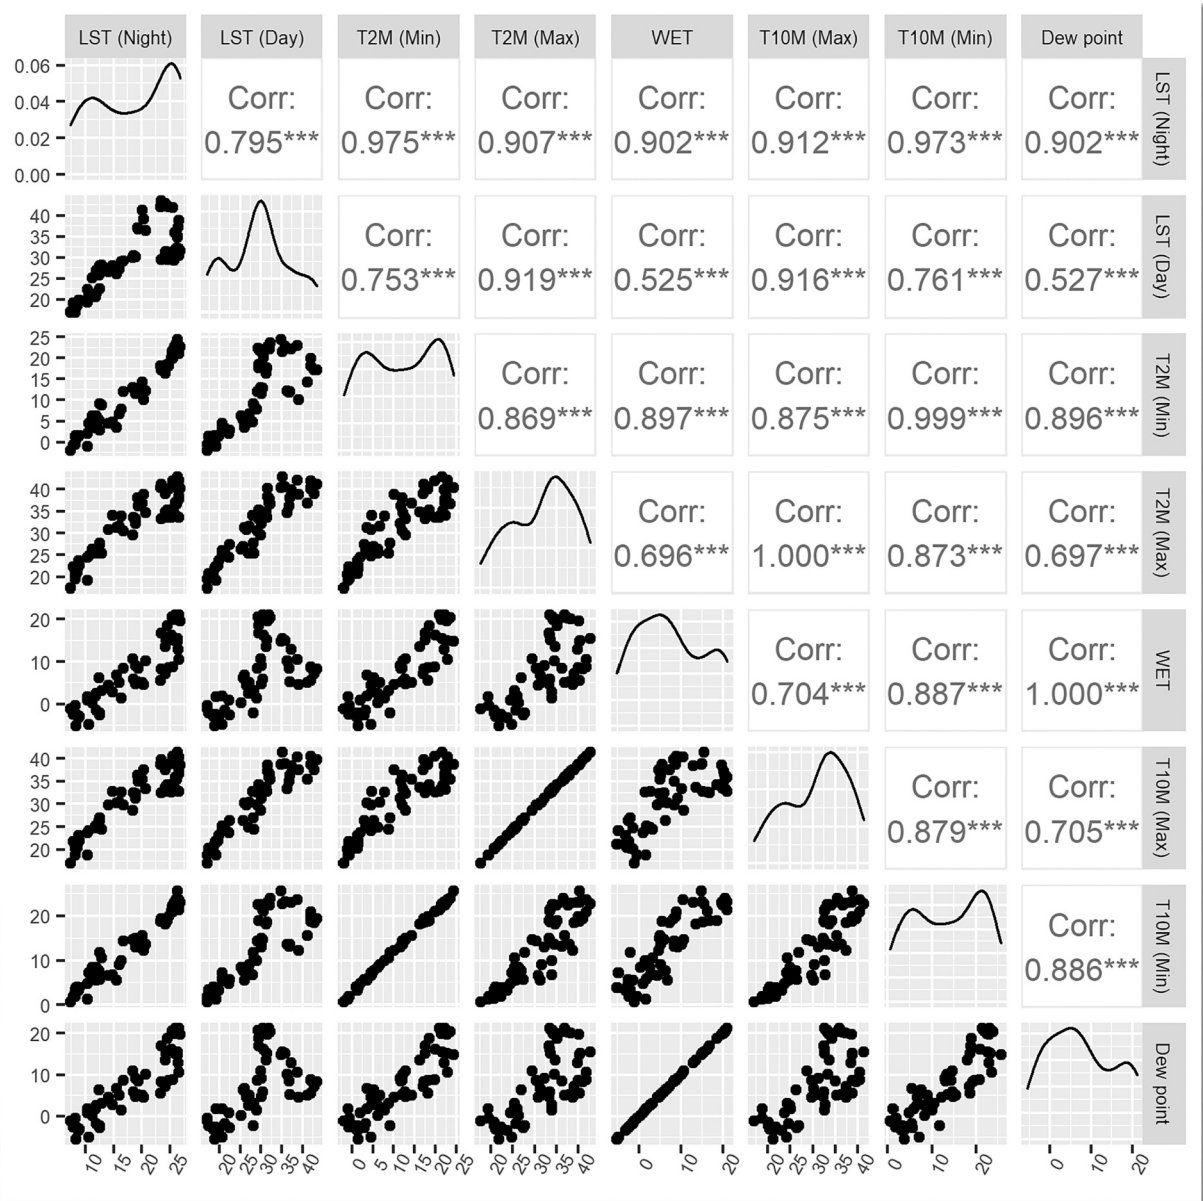 LST (Night) LST (Day) T2M (Min) T2M (Max) WET T10M (Max) T10M (Min) Dew point
0.06
0.04
0.02
0.00
Corr: Corr: Corr: Corr: Corr: Corr: Corr:
0.795*** 0.975*** 0.907*** 0.902*** 0.912*** 0.973*** 0.902***
LST (Night)
40
35
30
25
20
Corr: Corr: Corr: Corr: Corr: Corr:
0.753*** 0.919*** 0.525*** 0.916*** 0.761*** 0.527***
LST (Day)
25
20
15
10
5
0
Corr: Corr: Corr: Corr: Corr:
0.869*** 0.897*** 0.875*** 0.999*** 0.896***
T2M (Min)
40
35
30
25
20
Corr: Corr: Corr: Corr:
0.696*** 1.000*** 0.873*** 0.697***
T2M (Max)
20
10
0
Corr: Corr: Corr:
0.704*** 0.887*** 1.000***
WET
40
35
30
25
20
Corr: Corr:
0.879*** 0.705***
T10M (Max)
20
10
0
Corr:
0.886***
T10M (Min)
20
10
0
Dew point
10 15 20 25 20 25 30 35 40 0 5 10 15 20 25 20 25 30 35 40 0 10 20 20 25 30 35 40 0 10 20 0 10 20